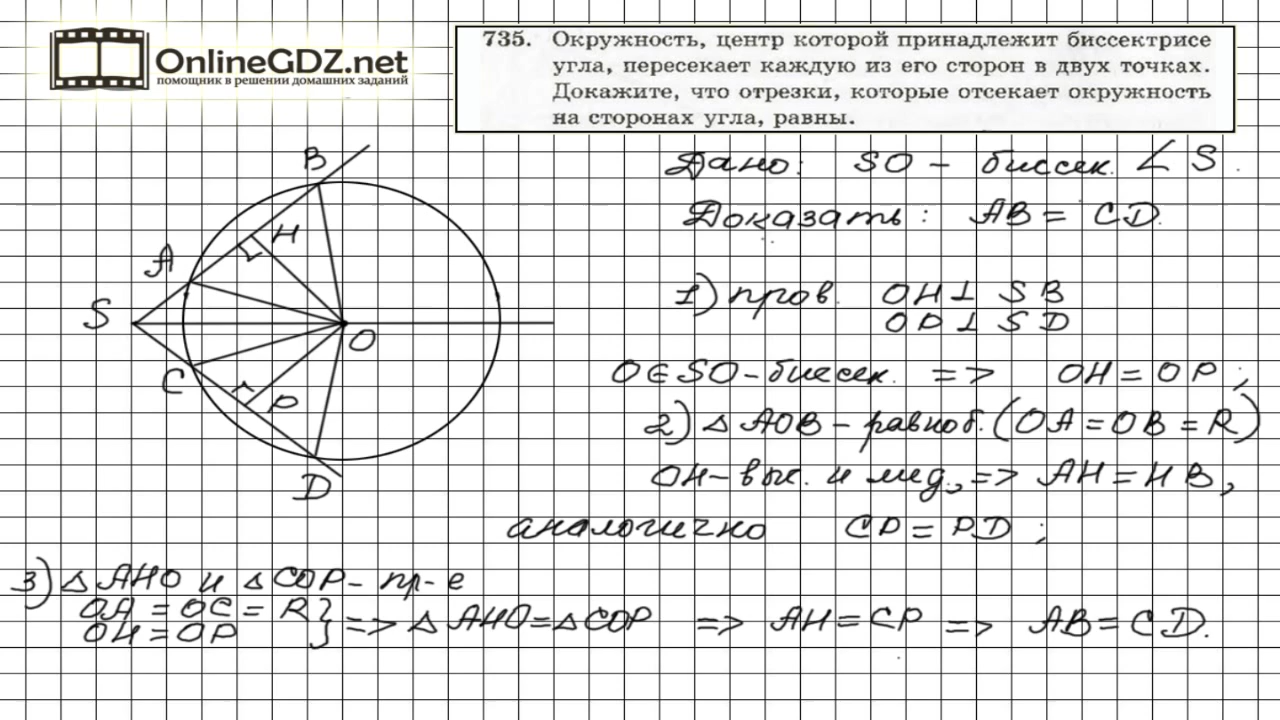 OnlineGDZ.net
помощник в решении домашних заданий
735. Окружность, центр которой принадлежит биссектрисе
угла, пересекает каждую из его сторон в двух точках.
Докажите, что отрезки, которые отсекает окружность
на сторонах угла, равны.
B
H
A
S
O
C
P
D
Дано: SO - биссек. ∠ S.
Доказать: AB = CD.
1) пров. OH ⊥ SB
OP ⊥ SD
O ∈ SO - биссек. => OH = OP;
2) △ AOB - равноб. (OA = OB = R)
OH - выс. и мед., => AH = HB,
аналогично CP = PD;
3) △ AHO и △ COP - пр-е
OA = OC = R } => △ AHO = △ COP => AH = CP => AB = CD.
OH = OP